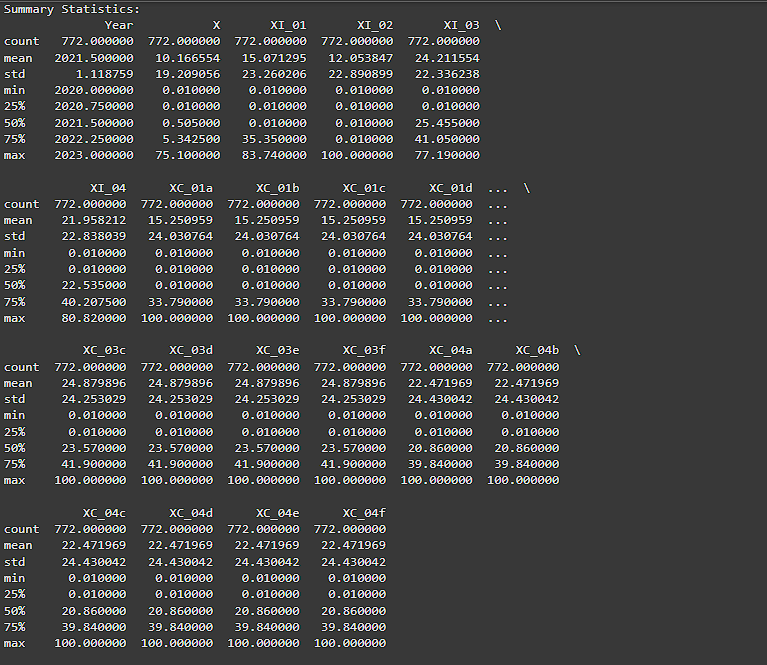 Summary Statistics:
Year X XI_01 XI_02 XI_03 \
count 772.000000 772.000000 772.000000 772.000000 772.000000
mean 2021.500000 10.166554 15.071295 12.053847 24.211554
std 1.118759 19.209056 23.260206 22.890899 22.336238
min 2020.000000 0.010000 0.010000 0.010000 0.010000
25% 2020.750000 0.010000 0.010000 0.010000 0.010000
50% 2021.500000 0.505000 0.010000 0.010000 25.455000
75% 2022.250000 5.342500 35.350000 0.010000 41.050000
max 2023.000000 75.100000 83.740000 100.000000 77.190000
XI_04 XC_01a XC_01b XC_01c XC_01d ... \
count 772.000000 772.000000 772.000000 772.000000 772.000000 ...
mean 21.958212 15.250959 15.250959 15.250959 15.250959 ...
std 22.838039 24.030764 24.030764 24.030764 24.030764 ...
min 0.010000 0.010000 0.010000 0.010000 0.010000 ...
25% 0.010000 0.010000 0.010000 0.010000 0.010000 ...
50% 22.535000 0.010000 0.010000 0.010000 0.010000 ...
75% 40.207500 33.790000 33.790000 33.790000 33.790000 ...
max 80.820000 100.000000 100.000000 100.000000 100.000000 ...
XC_03c XC_03d XC_03e XC_03f XC_04a XC_04b \
count 772.000000 772.000000 772.000000 772.000000 772.000000 772.000000
mean 24.879896 24.879896 24.879896 24.879896 22.471969 22.471969
std 24.253029 24.253029 24.253029 24.253029 24.430042 24.430042
min 0.010000 0.010000 0.010000 0.010000 0.010000 0.010000
25% 0.010000 0.010000 0.010000 0.010000 0.010000 0.010000
50% 23.570000 23.570000 23.570000 23.570000 20.860000 20.860000
75% 41.900000 41.900000 41.900000 41.900000 39.840000 39.840000
max 100.000000 100.000000 100.000000 100.000000 100.000000 100.000000
XC_04c XC_04d XC_04e XC_04f
count 772.000000 772.000000 772.000000 772.000000
mean 22.471969 22.471969 22.471969 22.471969
std 24.430042 24.430042 24.430042 24.430042
min 0.010000 0.010000 0.010000 0.010000
25% 0.010000 0.010000 0.010000 0.010000
50% 20.860000 20.860000 20.860000 20.860000
75% 39.840000 39.840000 39.840000 39.840000
max 100.000000 100.000000 100.000000 100.000000